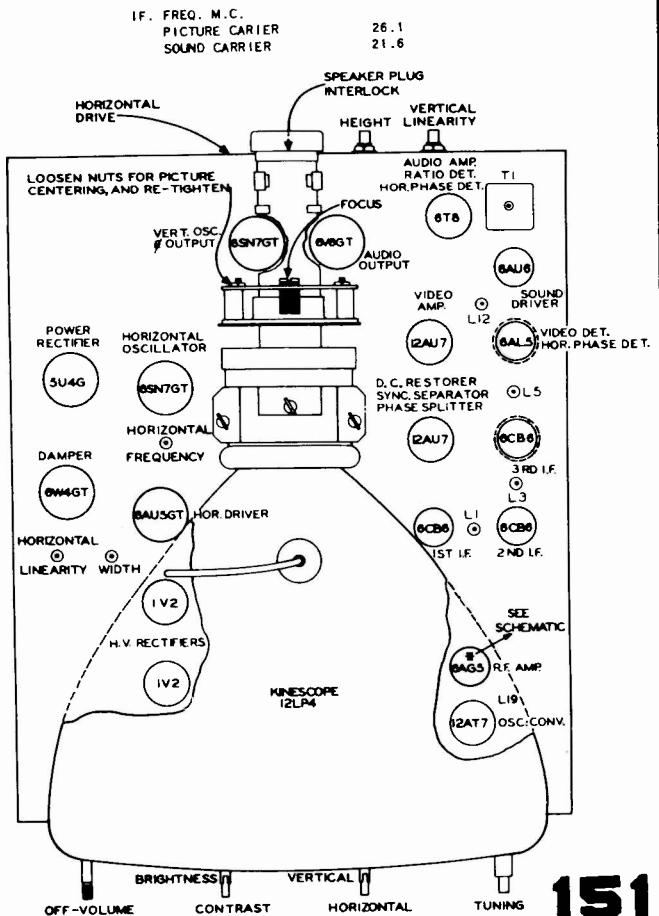 IF. FREQ. M.C.
PICTURE CARIER 26.1
SOUND CARRIER 21.6
SPEAKER PLUG
INTERLOCK
HORIZONTAL
DRIVE
HEIGHT
VERTICAL
LINEARITY
LOOSEN NUTS FOR PICTURE
CENTERING, AND RE-TIGHTEN
AUDIO AMP.
RATIO DET.
HOR. PHASE DET.
T1
6T8
FOCUS
VERT. OSC.
& OUTPUT
6SN7GT
6V6GT
AUDIO
OUTPUT
6AU6
SOUND
DRIVER
VIDEO
AMP.
L12
12AU7
6AL5
VIDEO DET.
HOR. PHASE DET.
POWER
RECTIFIER
HORIZONTAL
OSCILLATOR
5U4G
6SN7GT
D.C. RESTORER
SYNC. SEPARATOR
PHASE SPLITTER
L5
HORIZONTAL
FREQUENCY
12AU7
6CB6
3RD I.F.
DAMPER
6W4GT
L3
6AU5GT
HOR. DRIVER
6CB6
L1
6CB6
1ST I.F.
2ND I.F.
HORIZONTAL
LINEARITY
WIDTH
1V2
H.V. RECTIFIERS
1V2
SEE
SCHEMATIC
6AG5
R.F. AMP.
KINESCOPE
12LP4
L19
12AT7
OSC. CONV.
BRIGHTNESS
VERTICAL
OFF-VOLUME
CONTRAST
HORIZONTAL
TUNING
151